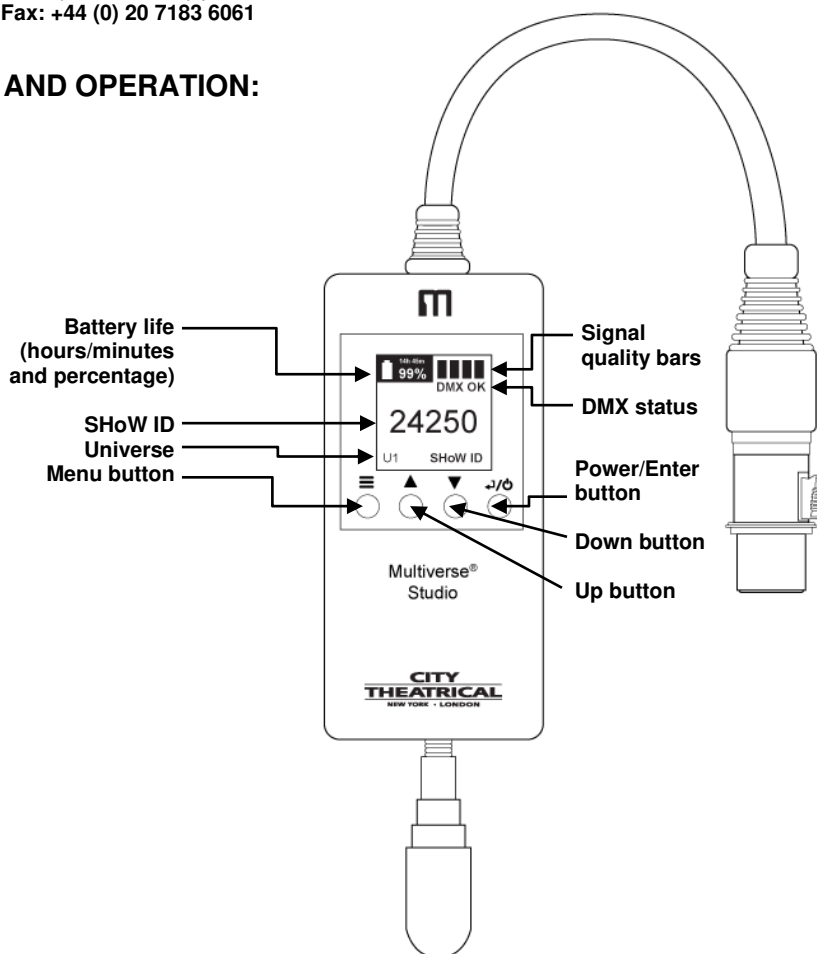 Fax: +44 (0) 20 7183 6061
AND OPERATION:
Battery life
(hours/minutes
and percentage)
SHoW ID
Universe
Menu button
14h 46m
99%
DMX OK
24250
U1 SHoW ID
Signal
quality bars
DMX status
Power/Enter
button
Down button
Up button
Multiverse®
Studio
CITY
THEATRICAL
NEW YORK • LONDON